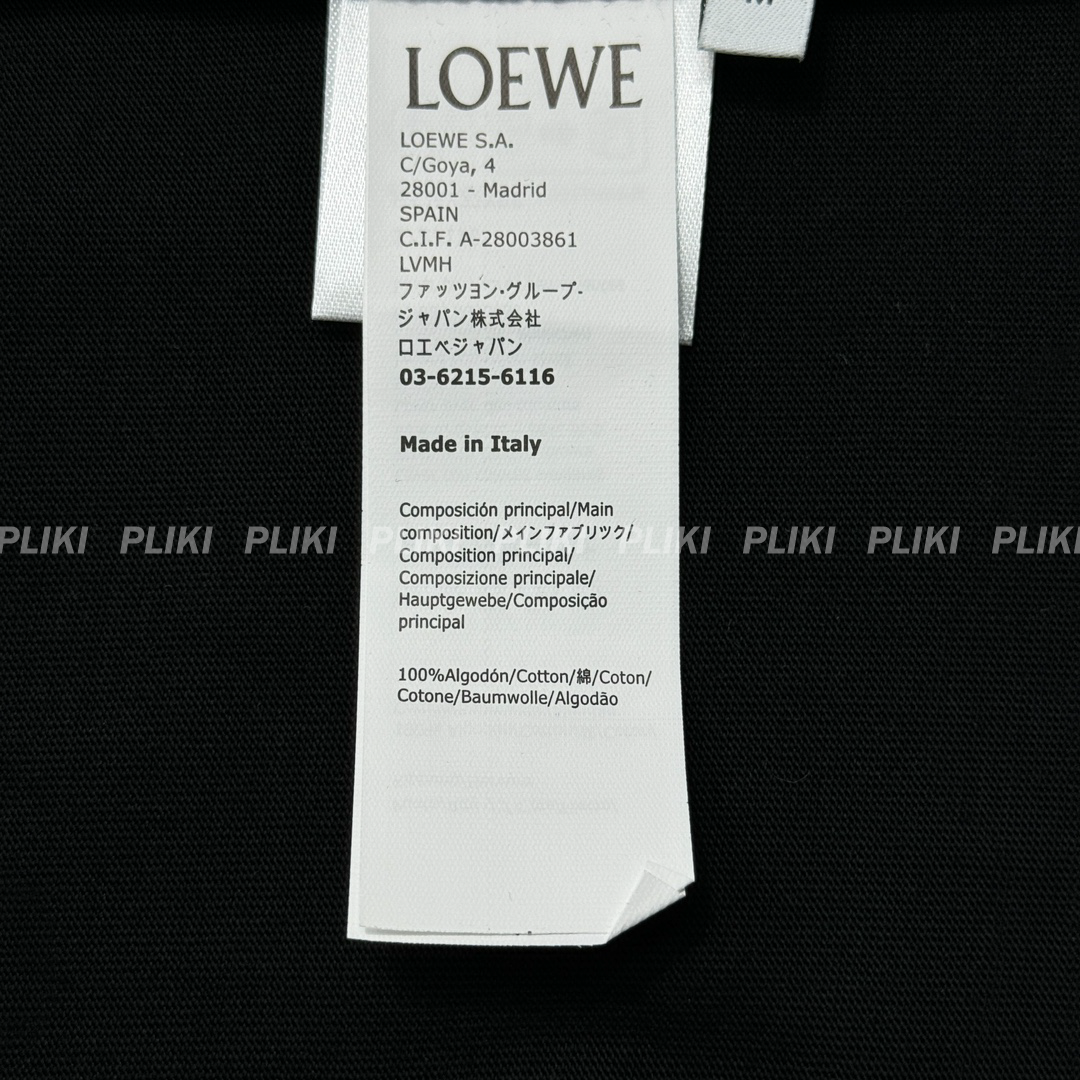 M
LOEWE
LOEWE S.A.
C/Goya, 4
28001 - Madrid
SPAIN
C.I.F. A-28003861
LVMH
ファッツヨン·グループ-
ジャパン株式会社
ロエベジャパン
03-6215-6116
Made in Italy
Composición principal/Main
composition/メインファブリック/
PLIKI PLIKI PLIKI PLIKI PLIKI PLIKI PLIKI PLIKI PLIKI
Composition principal/
Composizione principale/
Hauptgewebe/Composição
principal
100%Algodón/Cotton/綿/Coton/
Cotone/Baumwolle/Algodão